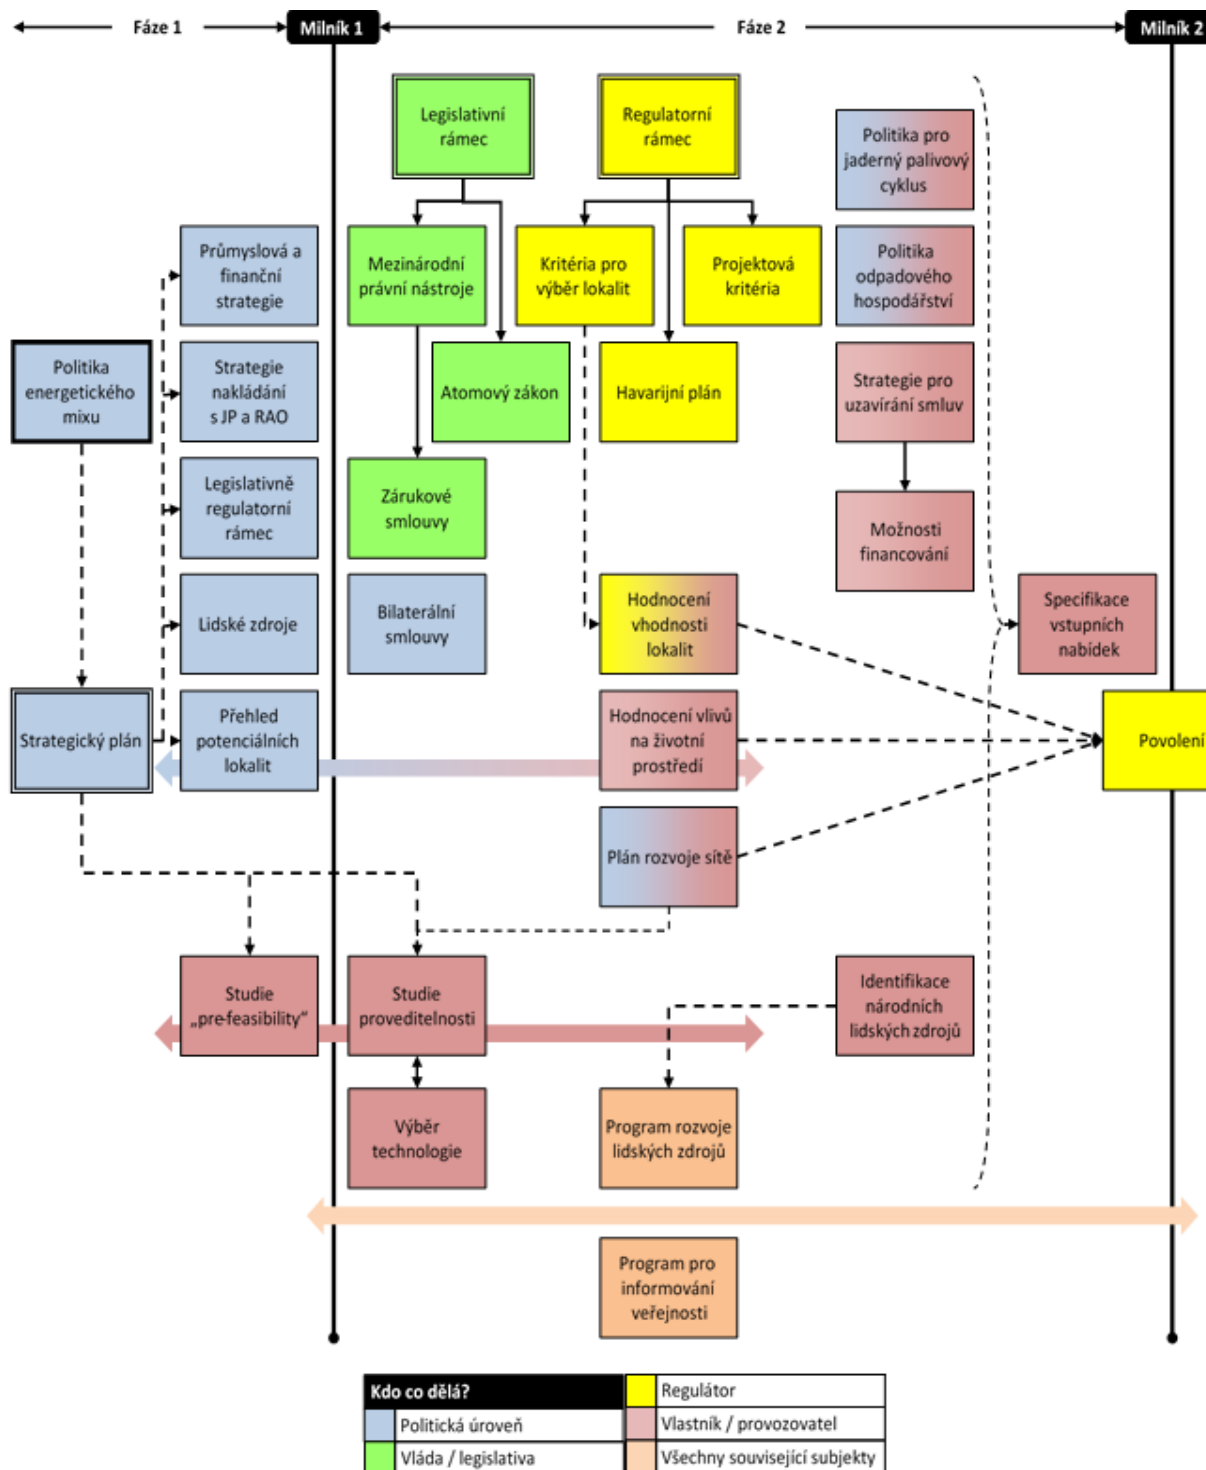 Fáze 1
Milník 1
Fáze 2
Milník 2
Legislativní
rámec
Regulatorní
rámec
Politika pro
jaderný palivový
cyklus
Průmyslová a
finanční
strategie
Mezinárodní
právní nástroje
Kritéria pro
výběr lokalit
Projektová
kritéria
Politika
odpadového
hospodářství
Politika
energetického
mixu
Strategie
nakládání
s JP a RAO
Atomový zákon
Havarijní plán
Strategie pro
uzavírání smluv
Legislativně
regulatorní
rámec
Zárukové
smlouvy
Možnosti
financování
Lidské zdroje
Bilaterální
smlouvy
Hodnocení
vhodnosti
lokalit
Specifikace
vstupních
nabídek
Strategický plán
Přehled
potenciálních
lokalit
Hodnocení vlivů
na životní
prostředí
Povolení
Plán rozvoje sítě
Studie
„pre-feasibility“
Studie
proveditelnosti
Identifikace
národních
lidských zdrojů
Výběr
technologie
Program rozvoje
lidských zdrojů
Program pro
informování
veřejnosti
Kdo co dělá?
Regulátor
Politická úroveň
Vlastník / provozovatel
Vláda / legislativa
Všechny související subjekty